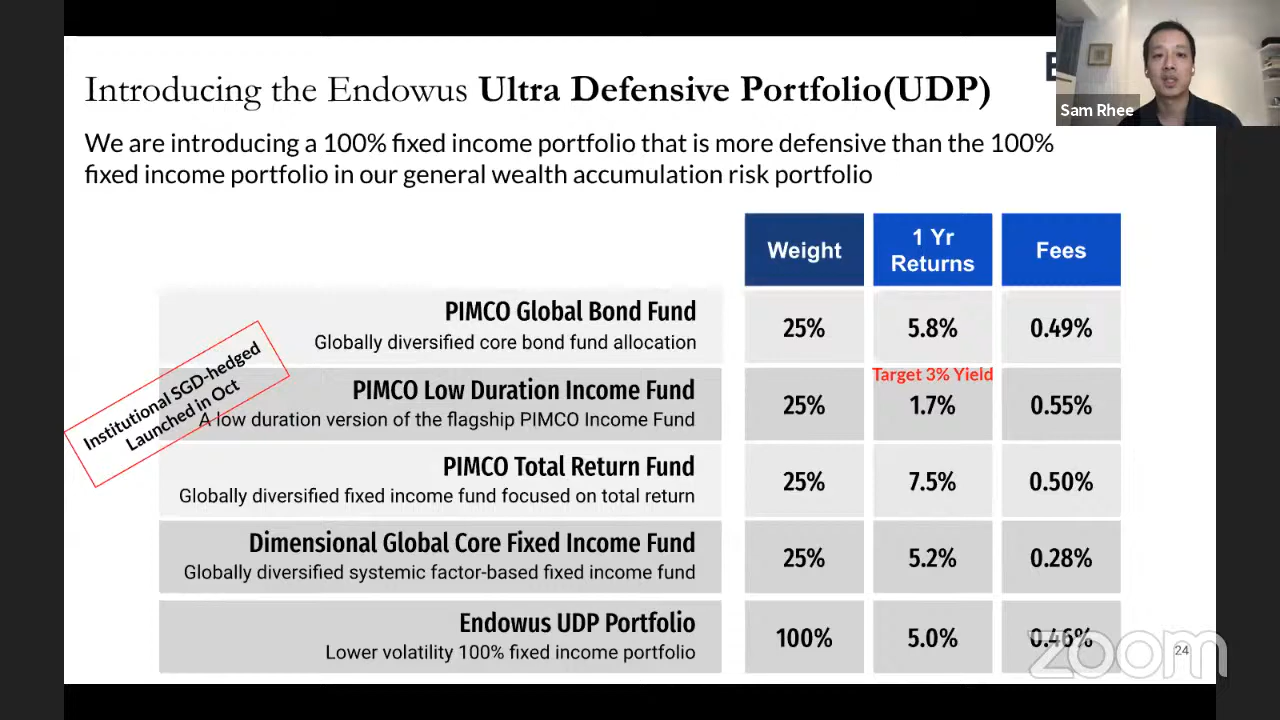 Introducing the Endowus Ultra Defensive Portfolio(UDP)
Sam Rhee
We are introducing a 100% fixed income portfolio that is more defensive than the 100%
fixed income portfolio in our general wealth accumulation risk portfolio
Weight
1 Yr
Returns
Fees
PIMCO Global Bond Fund
Globally diversified core bond fund allocation
25%
5.8%
0.49%
Institutional SGD-hedged
Launched in Oct
PIMCO Low Duration Income Fund
A low duration version of the flagship PIMCO Income Fund
25%
Target 3% Yield
1.7%
0.55%
PIMCO Total Return Fund
Globally diversified fixed income fund focused on total return
25%
7.5%
0.50%
Dimensional Global Core Fixed Income Fund
Globally diversified systemic factor-based fixed income fund
25%
5.2%
0.28%
Endowus UDP Portfolio
Lower volatility 100% fixed income portfolio
100%
5.0%
0.46%
zoom
24